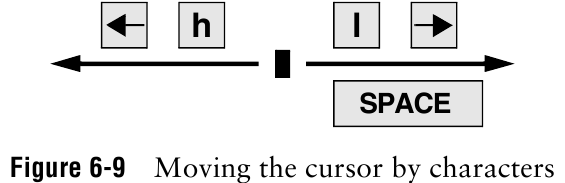 ← h l →
SPACE
Figure 6-9 Moving the cursor by characters